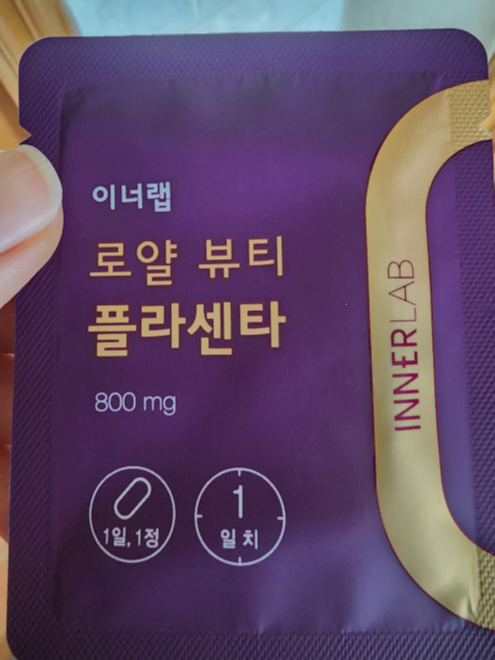 이너랩
로얄 뷰티
플라센타
800 mg
1일, 1정
1
일 치
INNERLAB